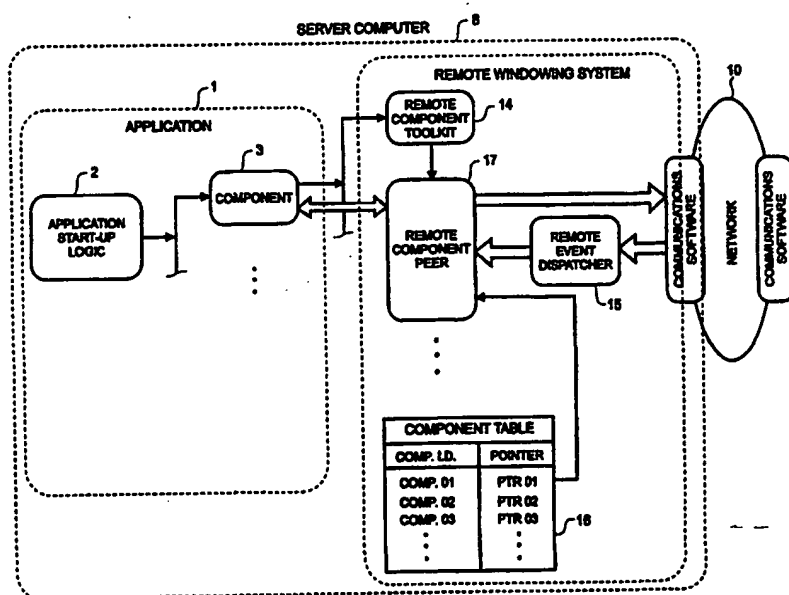 SERVER COMPUTER
8
REMOTE WINDOWING SYSTEM
1
APPLICATION
10
REMOTE
COMPONENT
TOOLKIT
14
3
COMPONENT
17
2
APPLICATION
START-UP
LOGIC
REMOTE
COMPONENT
PEER
REMOTE
EVENT
DISPATCHER
15
COMMUNICATIONS
SOFTWARE
NETWORK
COMMUNICATIONS
SOFTWARE
COMPONENT TABLE
COMP. I.D. POINTER
COMP. 01 PTR 01
COMP. 02 PTR 02
COMP. 03 PTR 03
16